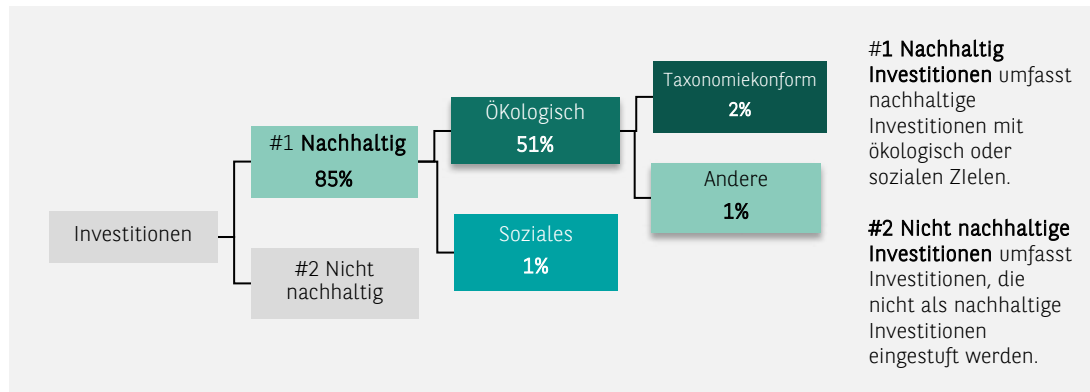 Investitionen
#1 Nachhaltig
85%
#2 Nicht
nachhaltig
ÖKologisch
51%
Soziales
1%
Taxonomiekonform
2%
Andere
1%
#1 Nachhaltig
Investitionen umfasst
nachhaltige
Investitionen mit
ökologisch oder
sozialen ZIelen.
#2 Nicht nachhaltige
Investitionen umfasst
Investitionen, die
nicht als nachhaltige
Investitionen
eingestuft werden.